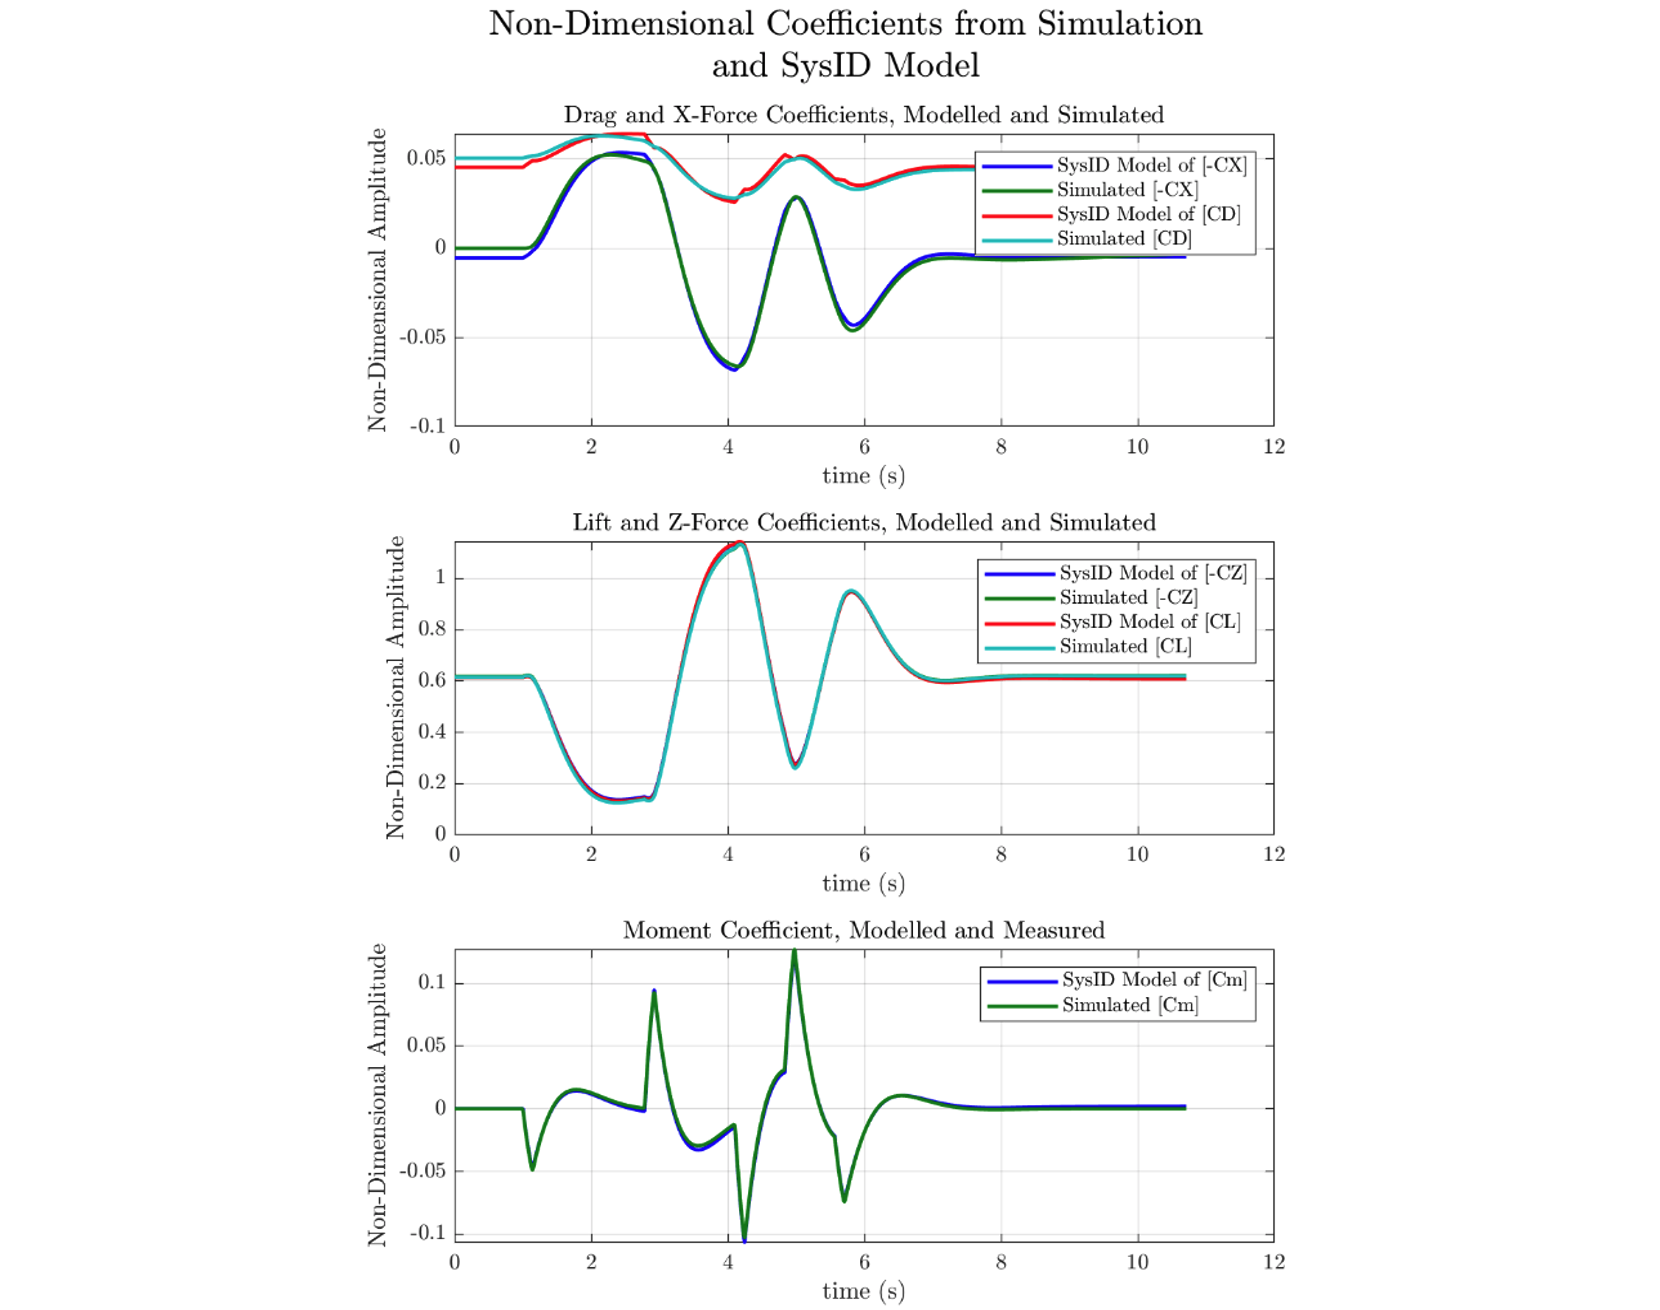 Non-Dimensional Coefficients from Simulation
and SysID Model
Drag and X-Force Coefficients, Modelled and Simulated
Non-Dimensional Amplitude
0.05
0
-0.05
-0.1
SysID Model of [-CX]
Simulated [-CX]
SysID Model of [CD]
Simulated [CD]
0 2 4 6 8 10 12
time (s)
Lift and Z-Force Coefficients, Modelled and Simulated
Non-Dimensional Amplitude
1
0.8
0.6
0.4
0.2
0
SysID Model of [-CZ]
Simulated [-CZ]
SysID Model of [CL]
Simulated [CL]
0 2 4 6 8 10 12
time (s)
Moment Coefficient, Modelled and Measured
Non-Dimensional Amplitude
0.1
0.05
0
-0.05
-0.1
SysID Model of [Cm]
Simulated [Cm]
0 2 4 6 8 10 12
time (s)